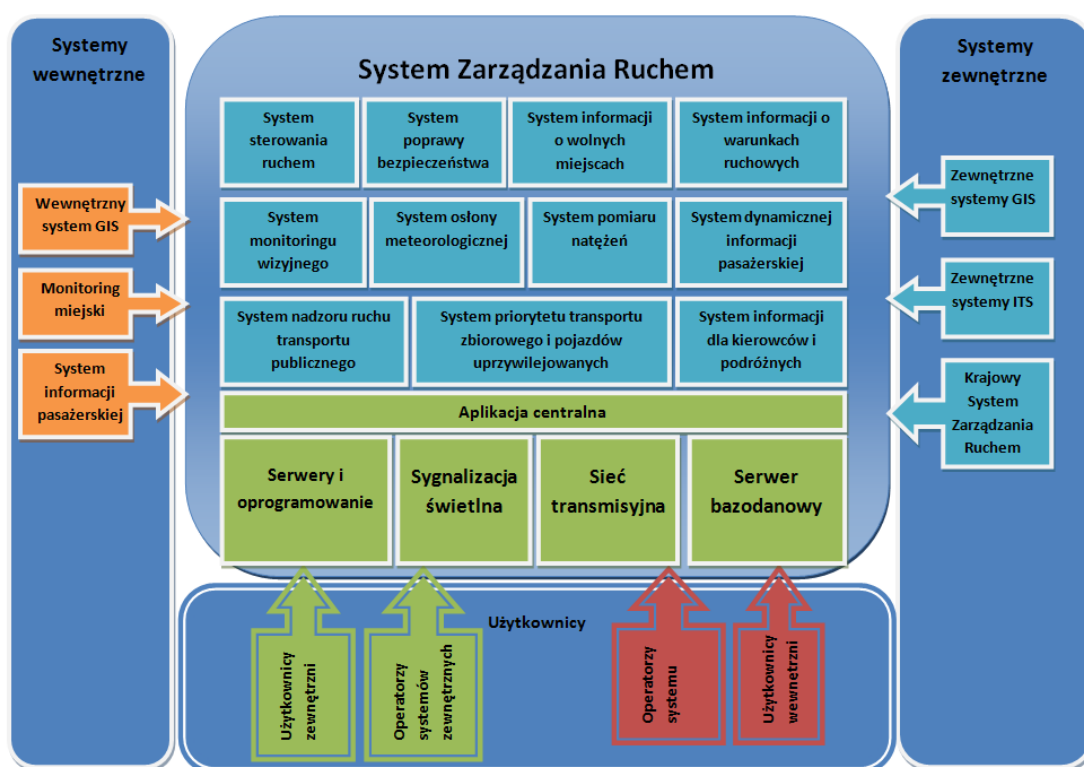 Systemy
wewnętrzne
Wewnętrzny
system GIS
Monitoring
miejski
System
informacji
pasażerskiej
System Zarządzania Ruchem
System
sterowania
ruchem
System
poprawy
bezpieczeństwa
System informacji
o wolnych
miejscach
System informacji o
warunkach
ruchowych
System
monitoringu
wizyjnego
System osłony
meteorologicznej
System pomiaru
natężeń
System dynamicznej
informacji
pasażerskiej
System nadzoru ruchu
transportu
publicznego
System priorytetu transportu
zbiorowego i pojazdów
uprzywilejowanych
System informacji
dla kierowców i
podróżnych
Aplikacja centralna
Serwery i
oprogramowanie
Sygnalizacja
świetlna
Sieć
transmisyjna
Serwer
bazodanowy
Systemy
zewnętrzne
Zewnętrzne
systemy GIS
Zewnętrzne
systemy ITS
Krajowy
System
Zarządzania
Ruchem
Użytkownicy
Użytkownicy
zewnętrzni
Operatorzy
systemów
zewnętrznych
Operatorzy
systemu
Użytkownicy
wewnętrzni